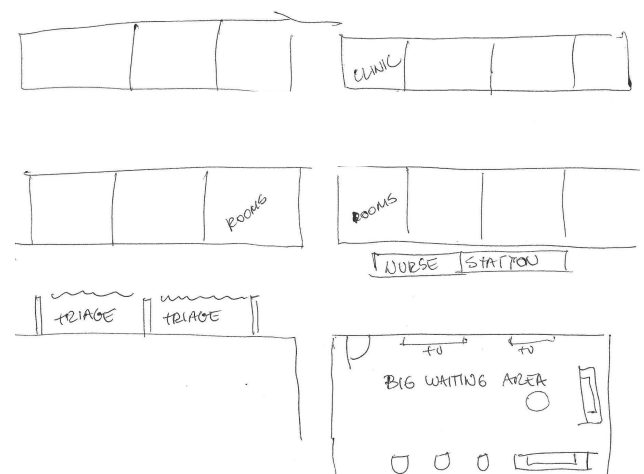 CLINIC
ROOMS
ROOMS
NURSE STATION
TRIAGE
TRIAGE
TV
TV
BIG WAITING AREA